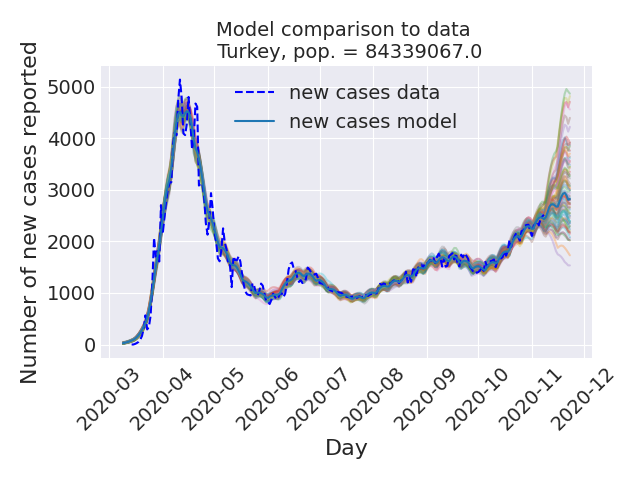 Model comparison to data
Turkey, pop. = 84339067.0
Number of new cases reported
5000
4000
3000
2000
1000
0
new cases data
new cases model
2020-03
2020-04
2020-05
2020-06
2020-07
2020-08
2020-09
2020-10
2020-11
2020-12
Day